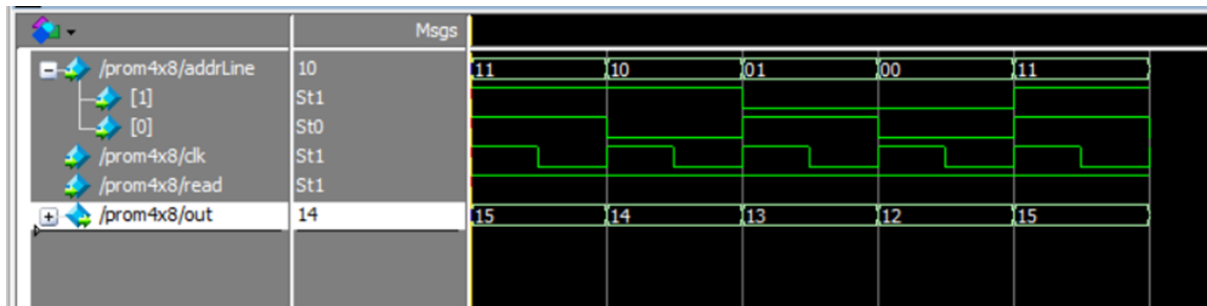 Msgs
/prom4x8/addrLine 10 11 10 01 00 11
[1] St1
[0] St0
/prom4x8/clk St1
/prom4x8/read St1
/prom4x8/out 14 15 14 13 12 15